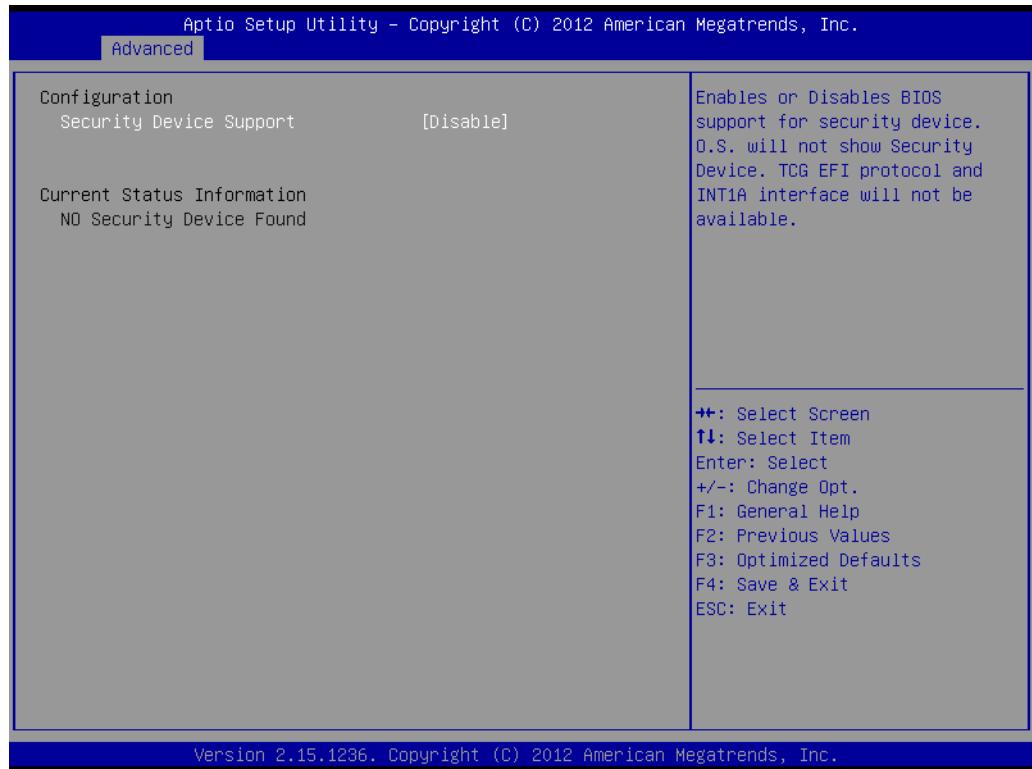 Aptio Setup Utility – Copyright (C) 2012 American Megatrends, Inc.
Advanced
Configuration
Security Device Support [Disable]
Current Status Information
NO Security Device Found
Enables or Disables BIOS
support for security device.
O.S. will not show Security
Device. TCG EFI protocol and
INT1A interface will not be
available.
→←: Select Screen
↑↓: Select Item
Enter: Select
+/-: Change Opt.
F1: General Help
F2: Previous Values
F3: Optimized Defaults
F4: Save & Exit
ESC: Exit
Version 2.15.1236. Copyright (C) 2012 American Megatrends, Inc.